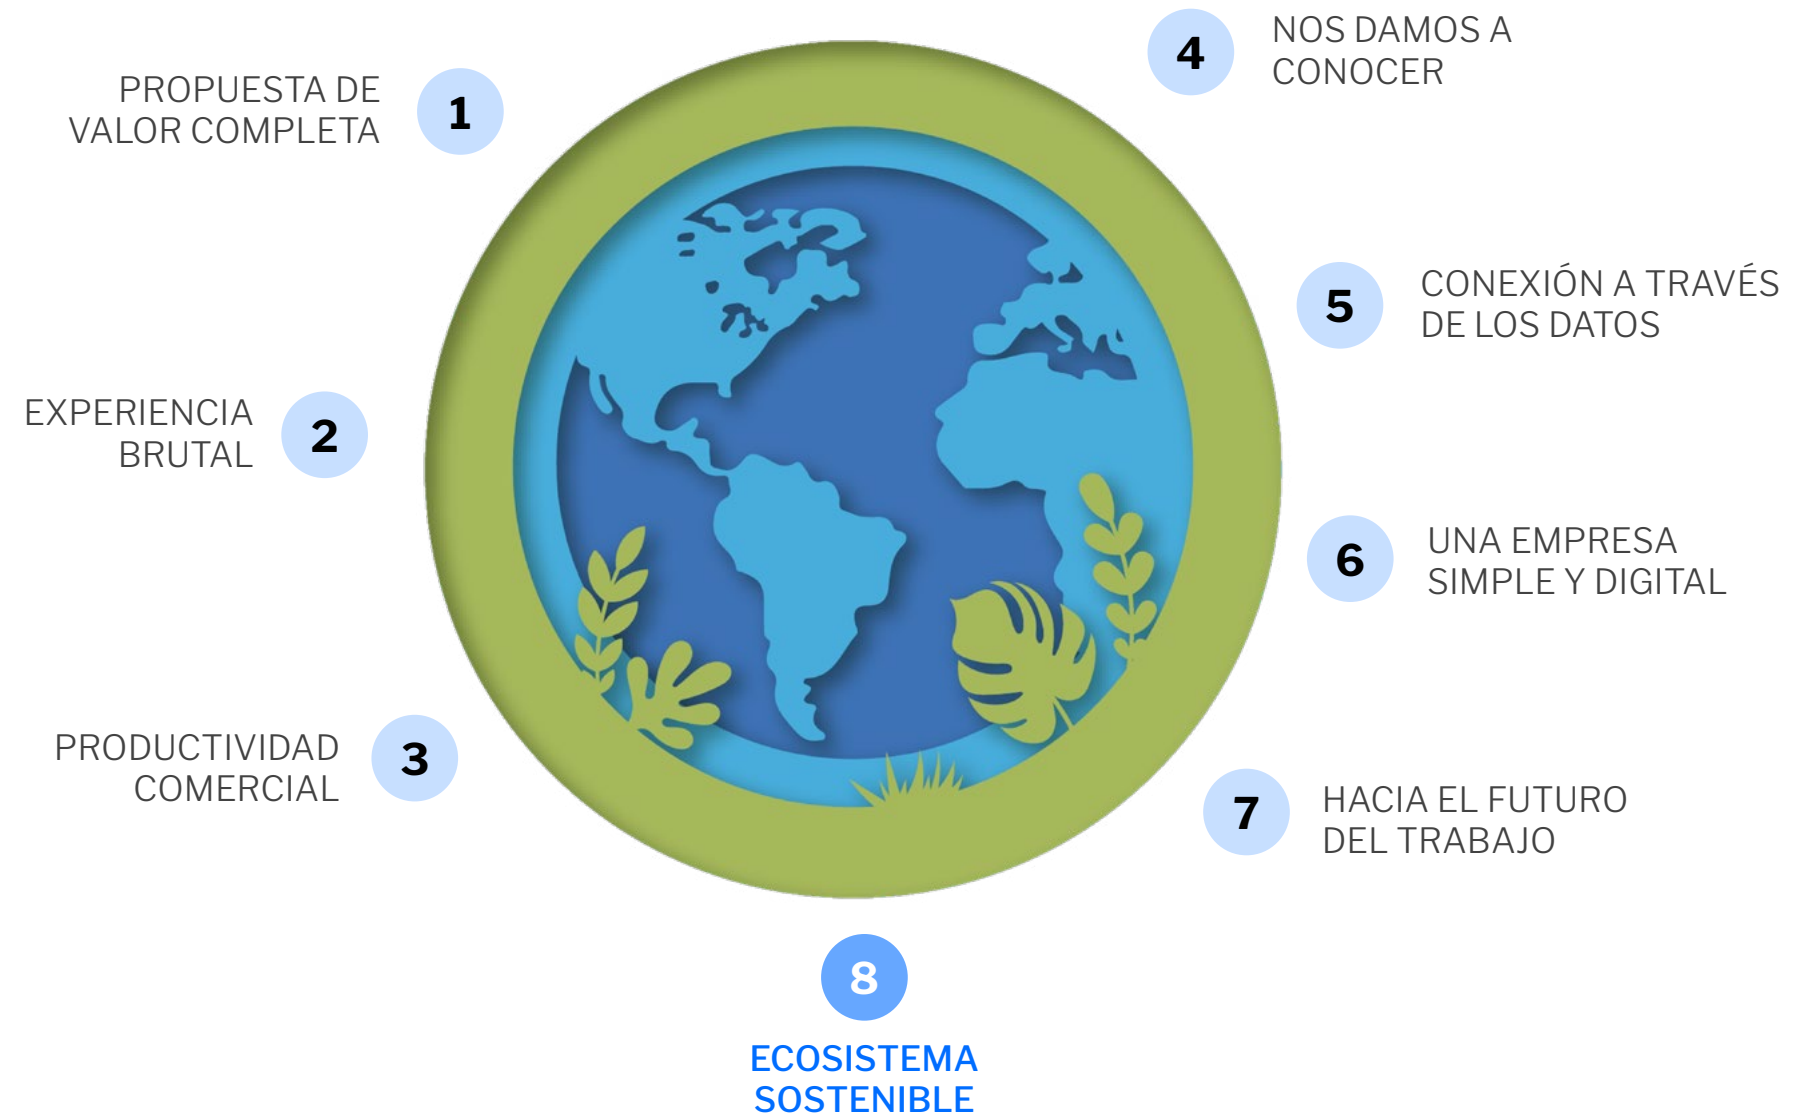 1
PROPUESTA DE
VALOR COMPLETA
2
EXPERIENCIA
BRUTAL
3
PRODUCTIVIDAD
COMERCIAL
4
NOS DAMOS A
CONOCER
5
CONEXIÓN A TRAVÉS
DE LOS DATOS
6
UNA EMPRESA
SIMPLE Y DIGITAL
7
HACIA EL FUTURO
DEL TRABAJO
8
ECOSISTEMA
SOSTENIBLE